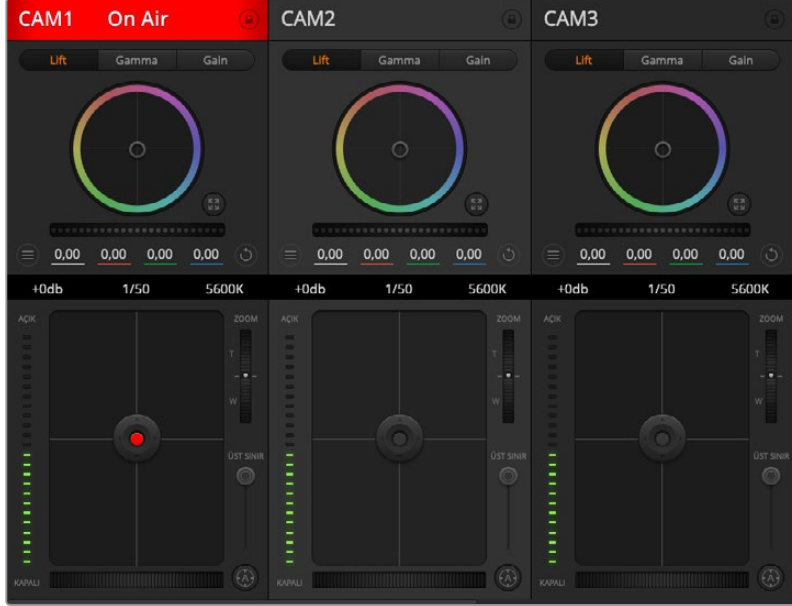 CAM1 On Air
CAM2
CAM3
Lift Gamma Gain
Lift Gamma Gain
Lift Gamma Gain
0,00 0,00 0,00 0,00
0,00 0,00 0,00 0,00
0,00 0,00 0,00 0,00
+0db 1/50 5600K
+0db 1/50 5600K
+0db 1/50 5600K
AÇIK ZOOM
AÇIK ZOOM
AÇIK ZOOM
T
T
T
W
W
W
ÜST SINIR
ÜST SINIR
ÜST SINIR
KAPALI A
KAPALI A
KAPALI A